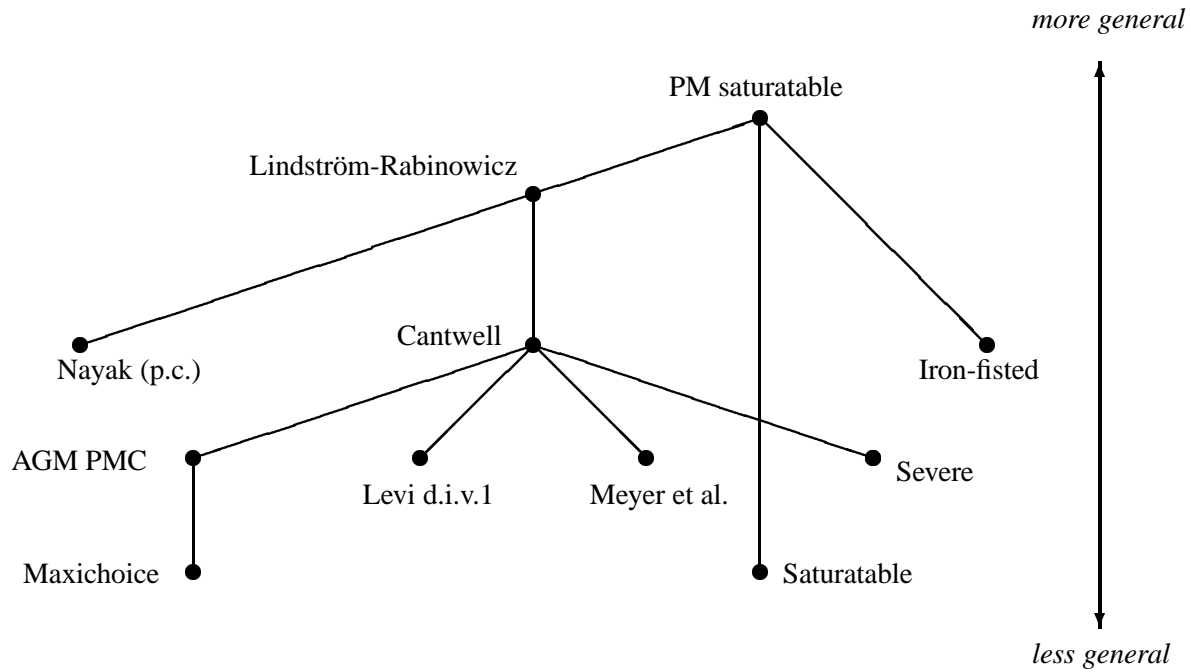 more general
PM saturatable
Lindström-Rabinowicz
Cantwell
Nayak (p.c.)
Iron-fisted
AGM PMC
Severe
Levi d.i.v.1
Meyer et al.
Maxichoice
Saturatable
less general